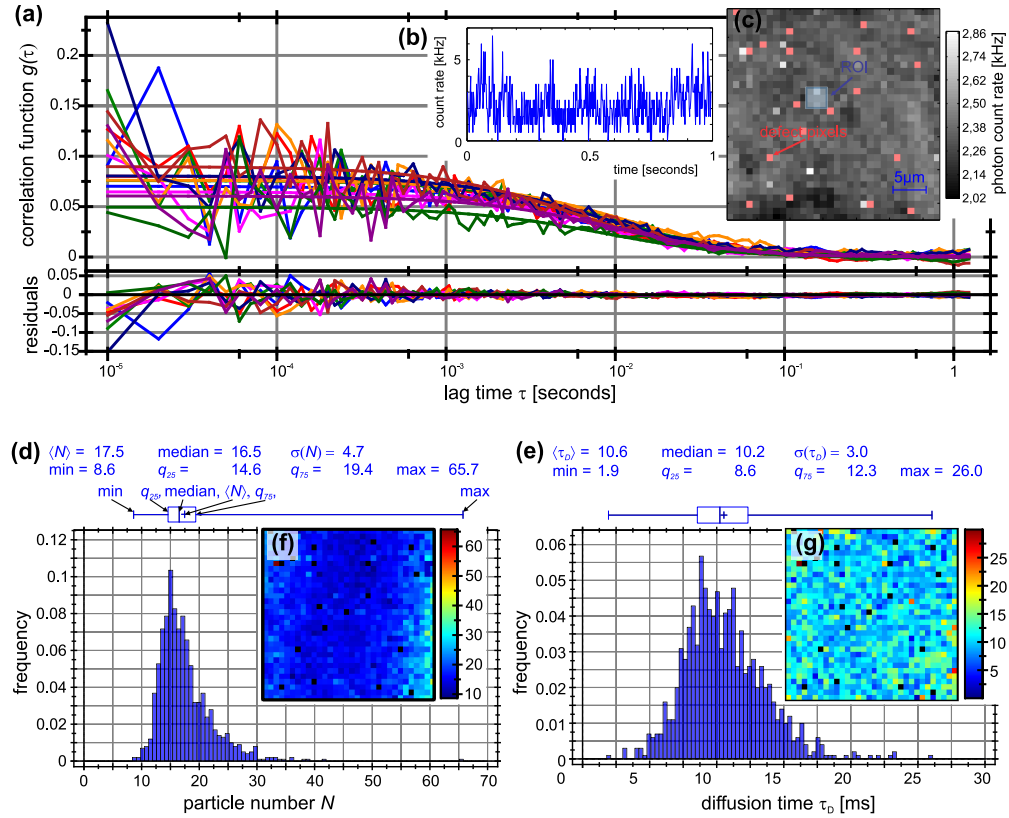 (a)
correlation function g(τ)
0.2
0.15
0.1
0.05
0
residuals
0.05
0
-0.05
-0.1
-0.15
10⁻⁵
10⁻⁴
10⁻³
10⁻²
10⁻¹
1
lag time τ [seconds]
(b)
count rate [kHz]
5
0
0
0.5
1
time [seconds]
(c)
ROI
defect pixels
5µm
2,86
2,74
2,62
2,50
2,38
2,26
2,14
2,02
photon count rate [kHz]
(d)
⟨N⟩ = 17.5 median = 16.5 σ(N) = 4.7
min = 8.6 q₂₅ = 14.6 q₇₅ = 19.4 max = 65.7
min q₂₅, median, ⟨N⟩, q₇₅, max
0.12
0.1
0.08
0.06
0.04
0.02
0
frequency
0 10 20 30 40 50 60 70
particle number N
(f)
60
50
40
30
20
10
(e)
⟨τ_D⟩ = 10.6 median = 10.2 σ(τ_D) = 3.0
min = 1.9 q₂₅ = 8.6 q₇₅ = 12.3 max = 26.0
0.06
0.05
0.04
0.03
0.02
0.01
0
frequency
0 5 10 15 20 25 30
diffusion time τ_D [ms]
(g)
25
20
15
10
5